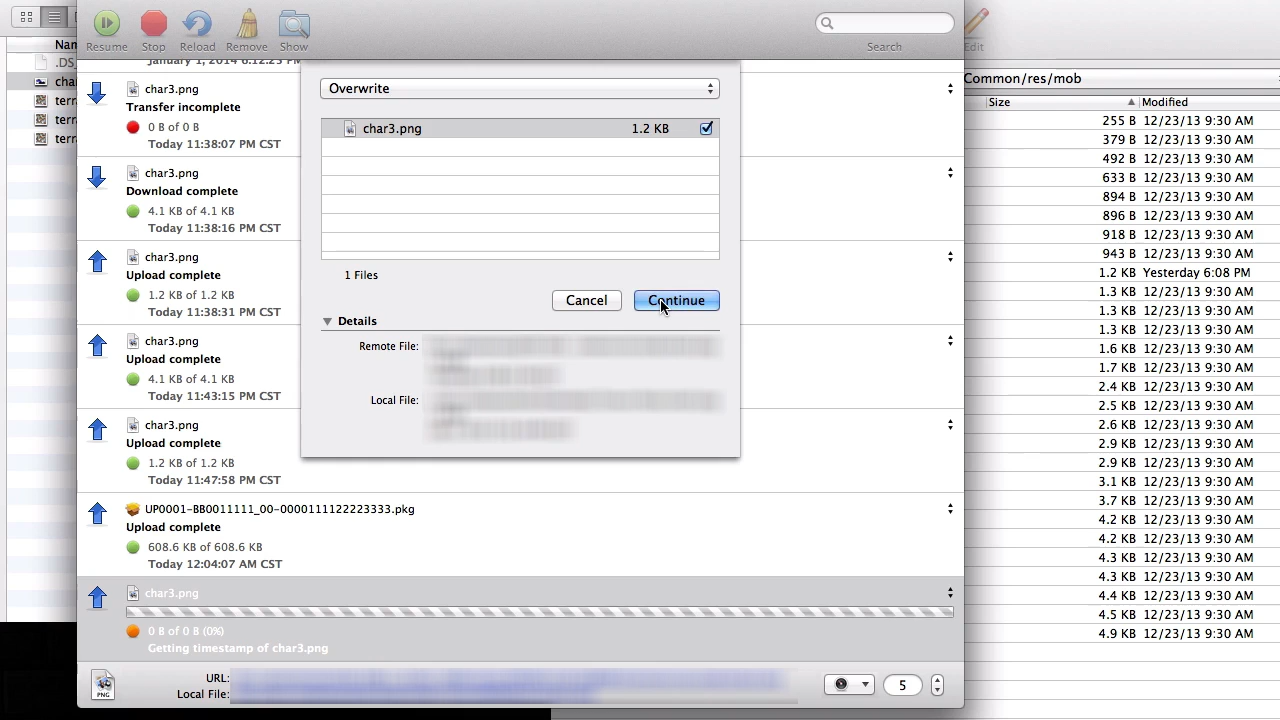 Resume Stop Reload Remove Show
Search
Edit
January 1, 2014 6:12:23 PM CST
char3.png
Transfer incomplete
0 B of 0 B
Today 11:38:07 PM CST
char3.png
Download complete
4.1 KB of 4.1 KB
Today 11:38:16 PM CST
char3.png
Upload complete
1.2 KB of 1.2 KB
Today 11:38:31 PM CST
char3.png
Upload complete
4.1 KB of 4.1 KB
Today 11:43:15 PM CST
char3.png
Upload complete
1.2 KB of 1.2 KB
Today 11:47:58 PM CST
UP0001-BB0011111_00-0000111122223333.pkg
Upload complete
608.6 KB of 608.6 KB
Today 12:04:07 AM CST
char3.png
0 B of 0 B (0%)
Getting timestamp of char3.png
URL:
Local File:
PNG
5
Overwrite
char3.png 1.2 KB
1 Files
Cancel Continue
Details
Remote File:
Local File:
Nam
.DS_
cha
terr
terr
terr
Common/res/mob
Size Modified
255 B 12/23/13 9:30 AM
379 B 12/23/13 9:30 AM
492 B 12/23/13 9:30 AM
633 B 12/23/13 9:30 AM
894 B 12/23/13 9:30 AM
896 B 12/23/13 9:30 AM
918 B 12/23/13 9:30 AM
943 B 12/23/13 9:30 AM
1.2 KB Yesterday 6:08 PM
1.3 KB 12/23/13 9:30 AM
1.3 KB 12/23/13 9:30 AM
1.3 KB 12/23/13 9:30 AM
1.6 KB 12/23/13 9:30 AM
1.7 KB 12/23/13 9:30 AM
2.4 KB 12/23/13 9:30 AM
2.5 KB 12/23/13 9:30 AM
2.6 KB 12/23/13 9:30 AM
2.9 KB 12/23/13 9:30 AM
2.9 KB 12/23/13 9:30 AM
3.1 KB 12/23/13 9:30 AM
3.7 KB 12/23/13 9:30 AM
4.2 KB 12/23/13 9:30 AM
4.2 KB 12/23/13 9:30 AM
4.3 KB 12/23/13 9:30 AM
4.3 KB 12/23/13 9:30 AM
4.4 KB 12/23/13 9:30 AM
4.5 KB 12/23/13 9:30 AM
4.9 KB 12/23/13 9:30 AM